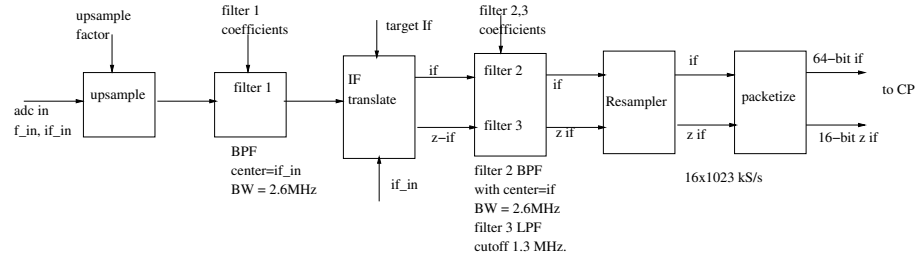 upsample
factor
filter 1
coefficients
target If
filter 2,3
coefficients
adc in
f_in, if_in
upsample
filter 1
BPF
center=if_in
BW = 2.6MHz
IF
translate
if_in
if
z−if
filter 2
filter 3
filter 2 BPF
with center=if
BW = 2.6MHz
filter 3 LPF
cutoff 1.3 MHz.
if
z if
Resampler
if
z if
packetize
16x1023 kS/s
64−bit if
16−bit z if
to CP